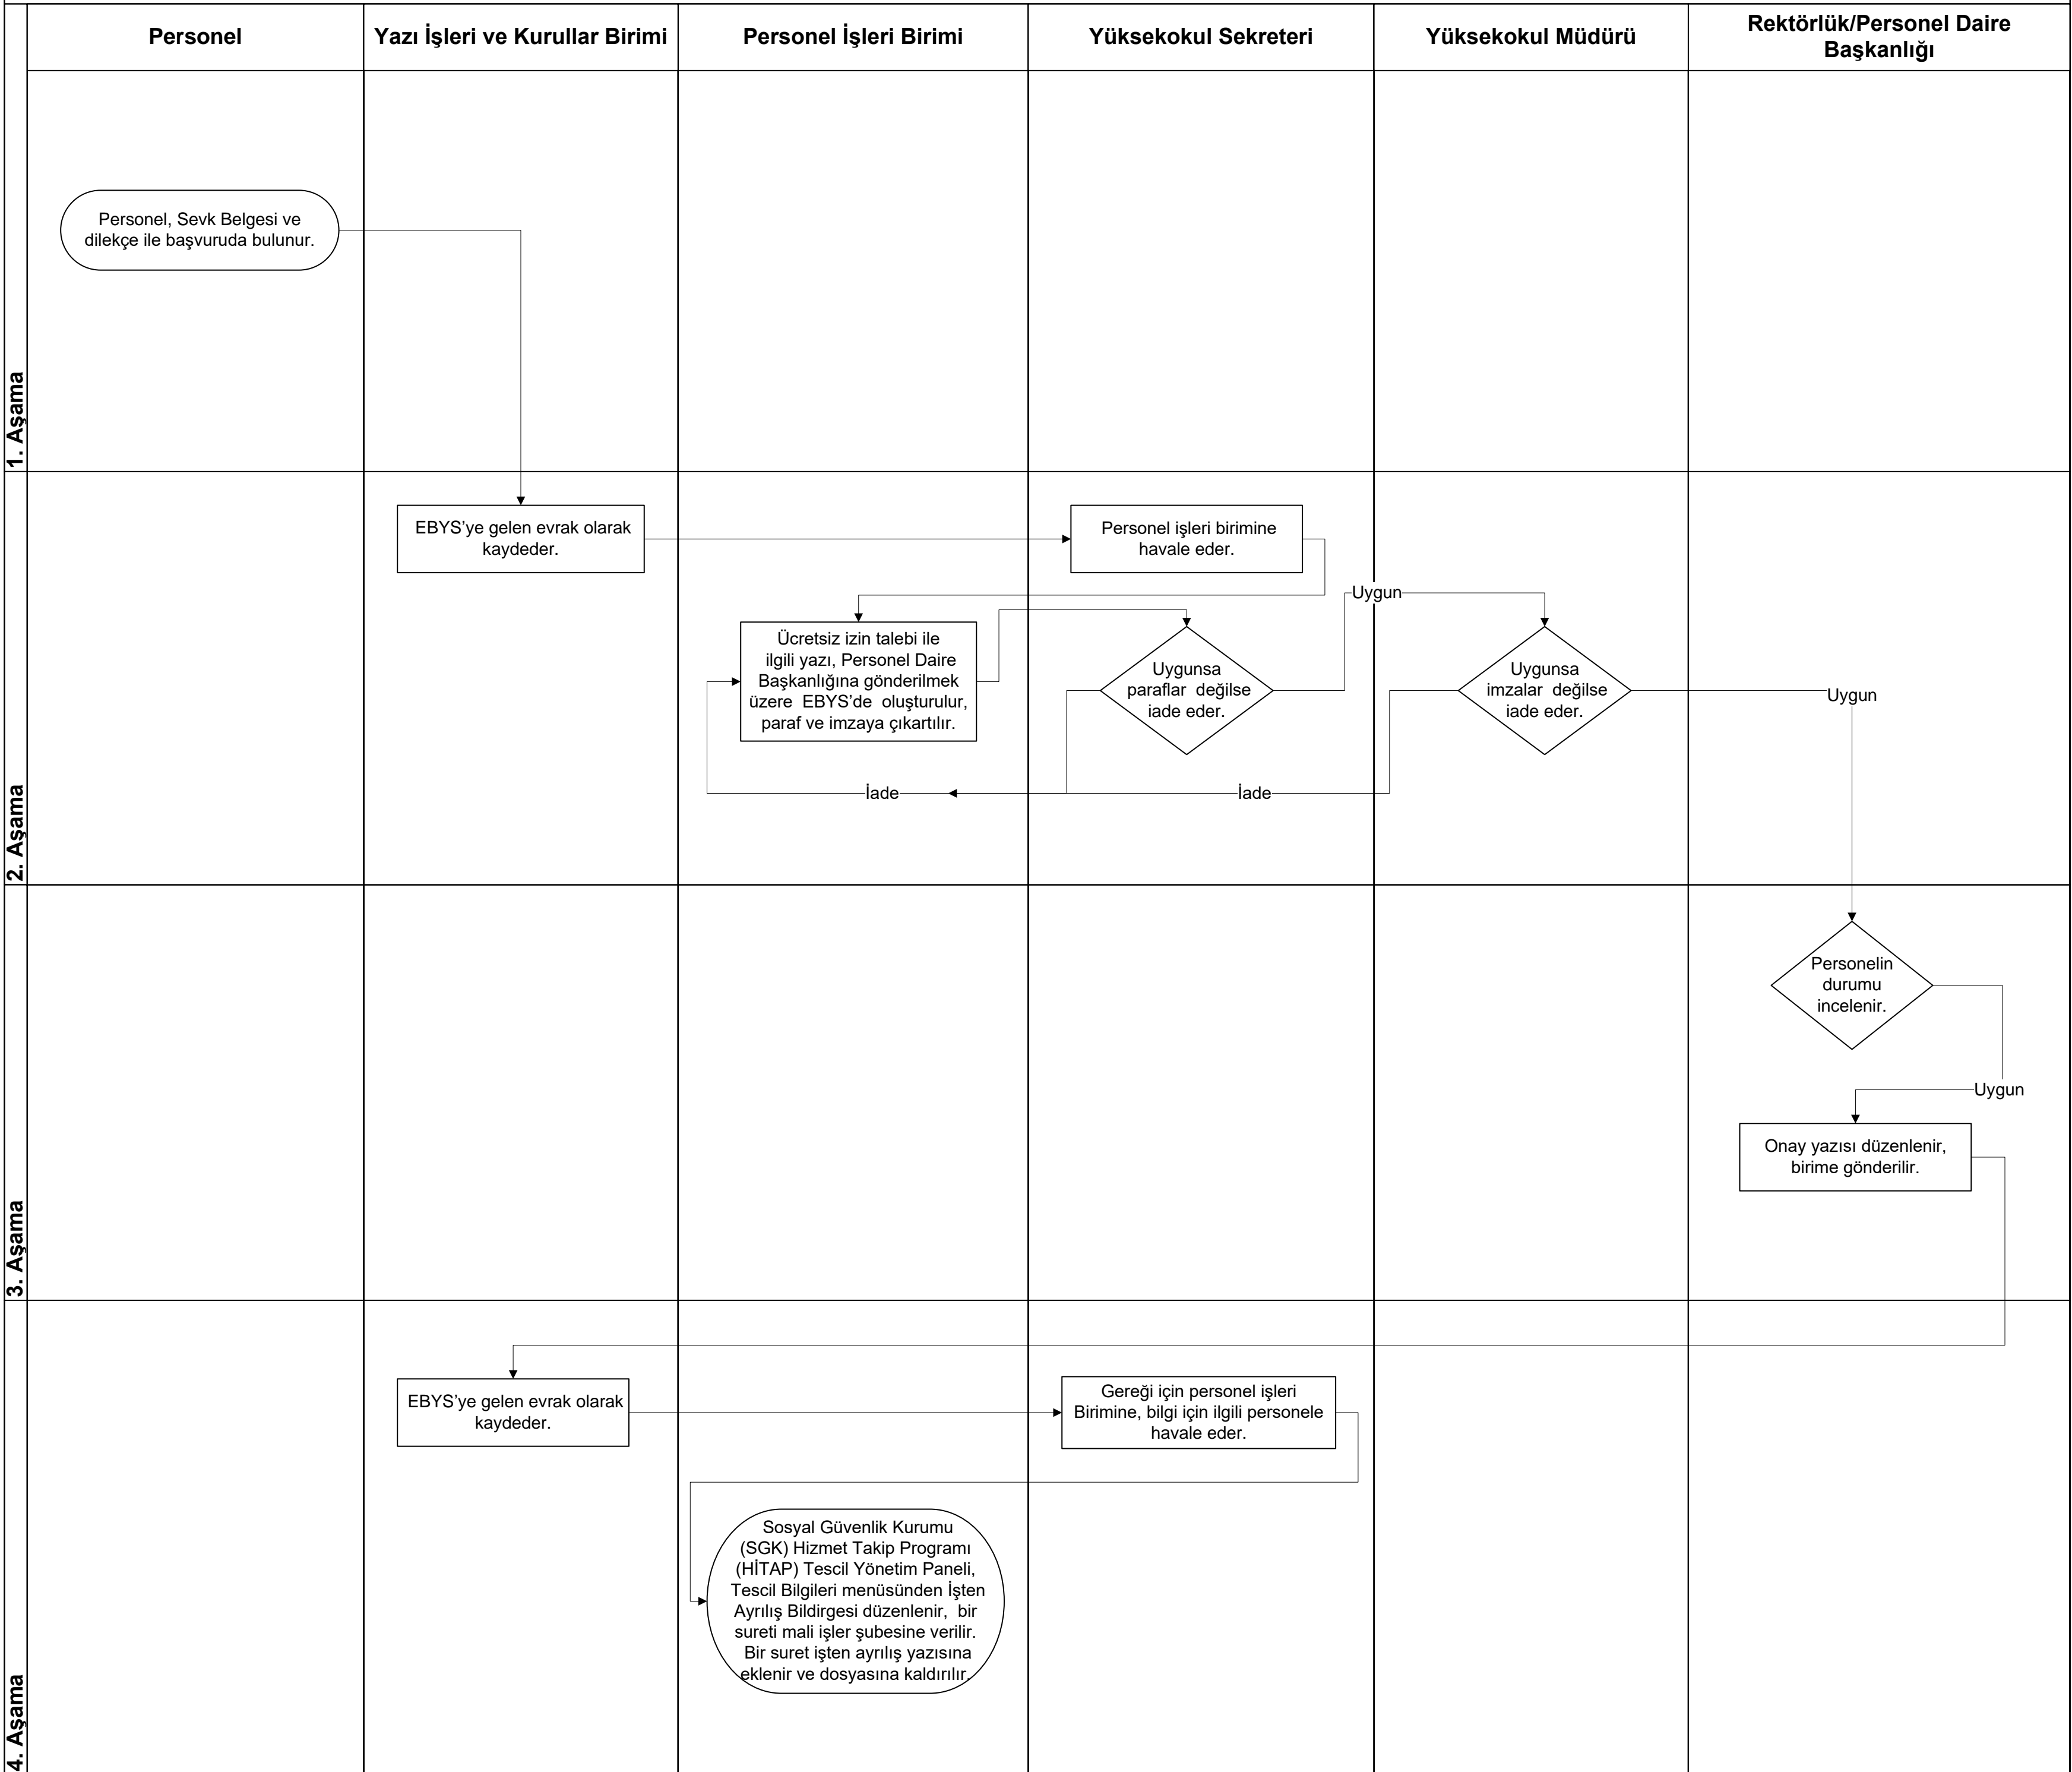 Personel
Yazı İşleri ve Kurullar Birimi
Personel İşleri Birimi
Yüksekokul Sekreteri
Yüksekokul Müdürü
Rektörlük/Personel Daire
Başkanlığı
1. Aşama
Personel, Sevk Belgesi ve
dilekçe ile başvuruda bulunur.
2. Aşama
EBYS’ye gelen evrak olarak
kaydeder.
Personel işleri birimine
havale eder.
Ücretsiz izin talebi ile
ilgili yazı, Personel Daire
Başkanlığına gönderilmek
üzere EBYS’de oluşturulur,
paraf ve imzaya çıkartılır.
Uygunsa
paraflar değilse
iade eder.
Uygun
Uygunsa
imzalar değilse
iade eder.
Uygun
İade
İade
3. Aşama
Personelin
durumu
incelenir.
Uygun
Onay yazısı düzenlenir,
birime gönderilir.
4. Aşama
EBYS’ye gelen evrak olarak
kaydeder.
Gereği için personel işleri
Birimine, bilgi için ilgili personele
havale eder.
Sosyal Güvenlik Kurumu
(SGK) Hizmet Takip Programı
(HİTAP) Tescil Yönetim Paneli,
Tescil Bilgileri menüsünden İşten
Ayrılış Bildirgesi düzenlenir, bir
sureti mali işler şubesine verilir.
Bir suret işten ayrılış yazısına
eklenir ve dosyasına kaldırılır.